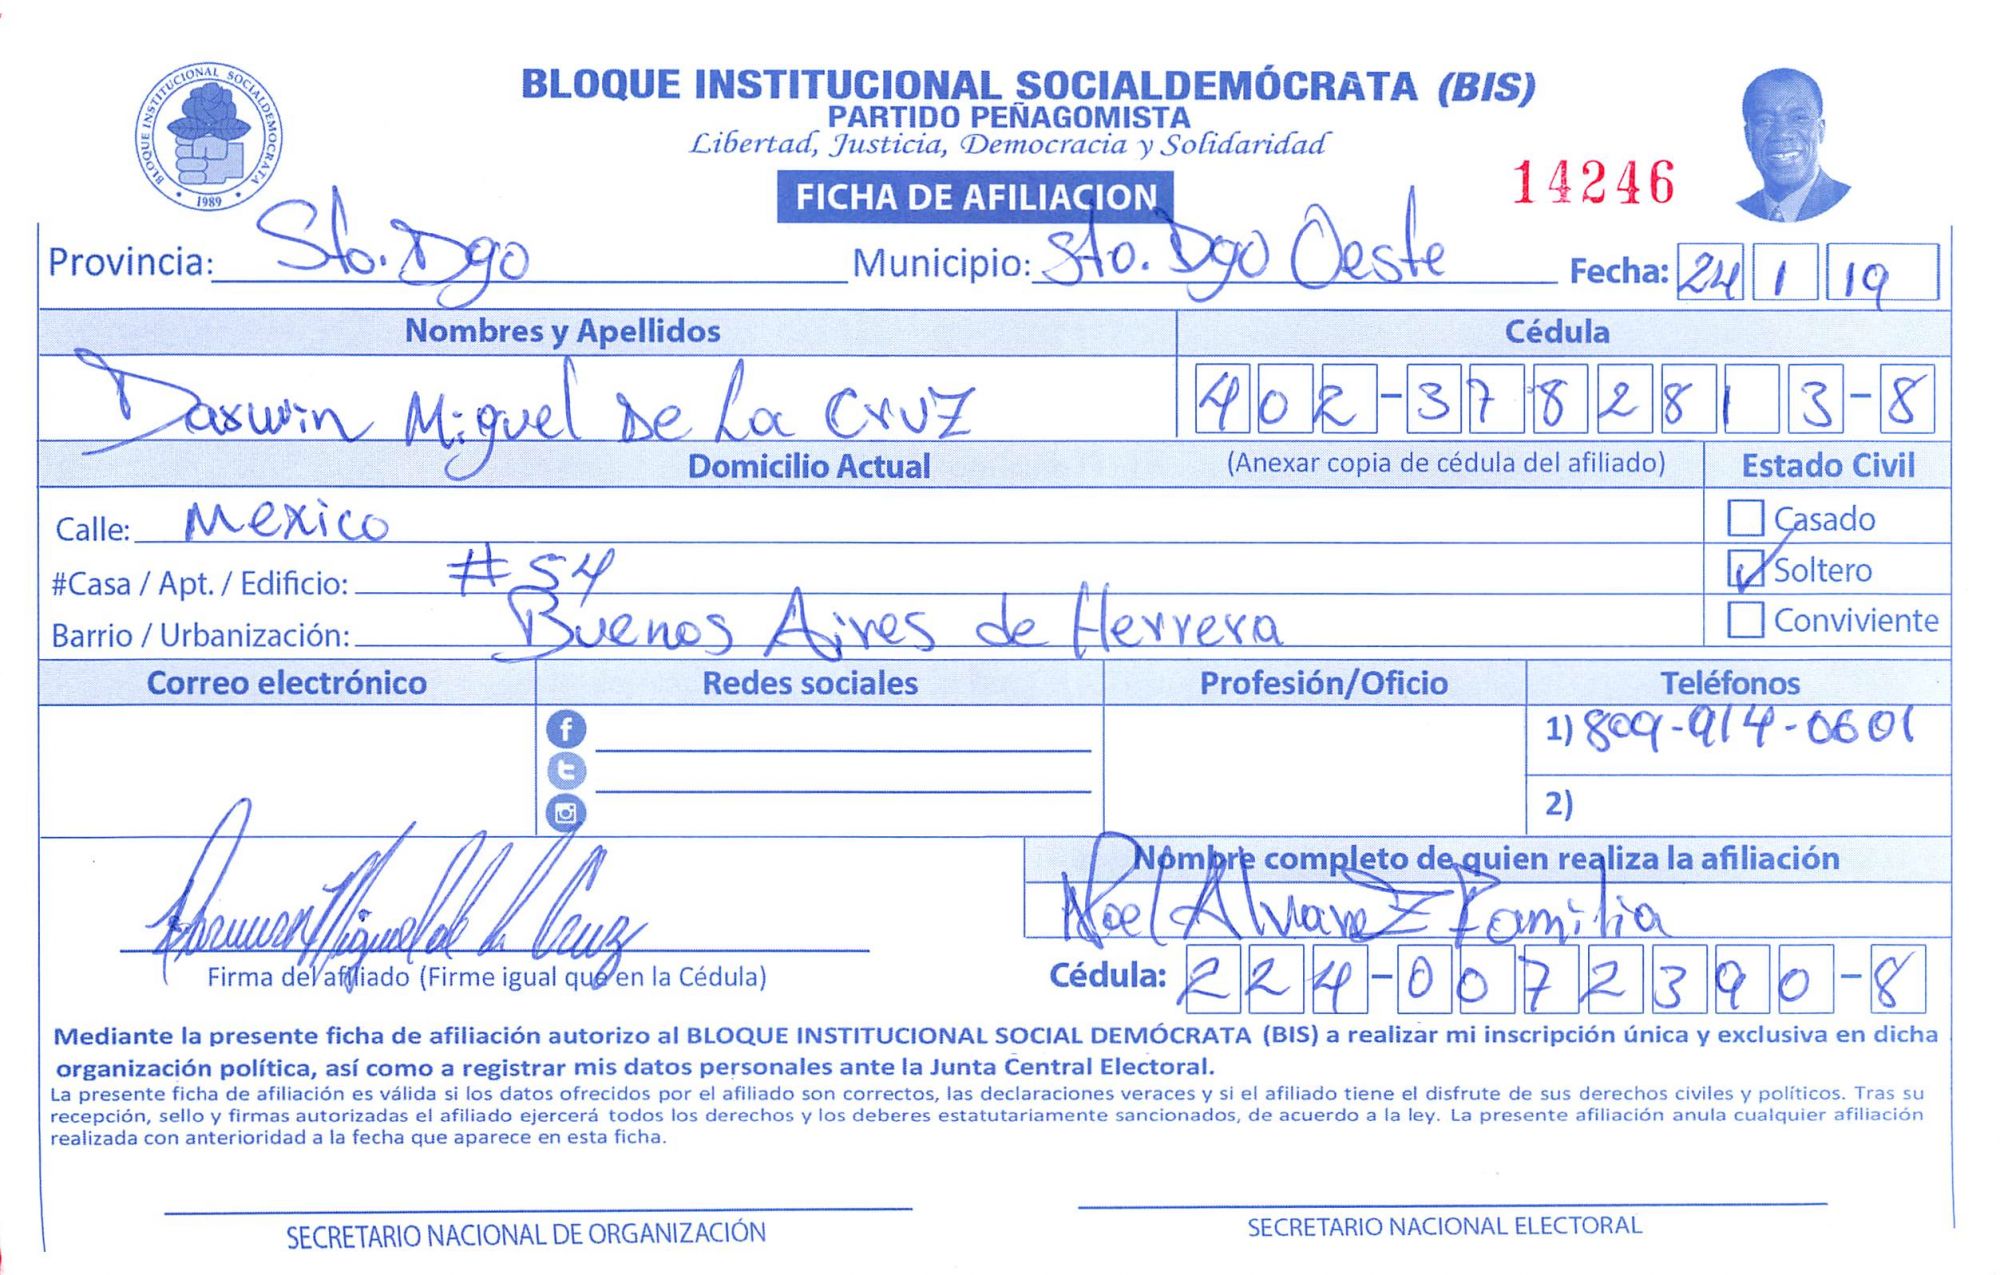 BLOQUE INSTITUCIONAL SOCIALDEMOCRATA
1989
BLOQUE INSTITUCIONAL SOCIALDEMÓCRATA (BIS)
PARTIDO PEÑAGOMISTA
Libertad, Justicia, Democracia y Solidaridad
FICHA DE AFILIACION
14246
Provincia: Sto. Dgo Municipio: Sto. Dgo Oeste Fecha: 24 1 19
Nombres y Apellidos Cédula
Darwin Miguel De La Cruz 402-3782813-8
Domicilio Actual (Anexar copia de cédula del afiliado) Estado Civil
Calle: Mexico Casado
#Casa / Apt. / Edificio: #54 Soltero
Barrio / Urbanización: Buenos Aires de Herrera Conviviente
Correo electrónico Redes sociales Profesión/Oficio Teléfonos
1) 809-914-0601
2)
Nombre completo de quien realiza la afiliación
Noel Alvarez Familia
Miguel de la Cruz
Firma del afiliado (Firme igual que en la Cédula) Cédula: 224-0072390-8
Mediante la presente ficha de afiliación autorizo al BLOQUE INSTITUCIONAL SOCIAL DEMÓCRATA (BIS) a realizar mi inscripción única y exclusiva en dicha
organización política, así como a registrar mis datos personales ante la Junta Central Electoral.
La presente ficha de afiliación es válida si los datos ofrecidos por el afiliado son correctos, las declaraciones veraces y si el afiliado tiene el disfrute de sus derechos civiles y políticos. Tras su
recepción, sello y firmas autorizadas el afiliado ejercerá todos los derechos y los deberes estatutariamente sancionados, de acuerdo a la ley. La presente afiliación anula cualquier afiliación
realizada con anterioridad a la fecha que aparece en esta ficha.
SECRETARIO NACIONAL DE ORGANIZACIÓN SECRETARIO NACIONAL ELECTORAL